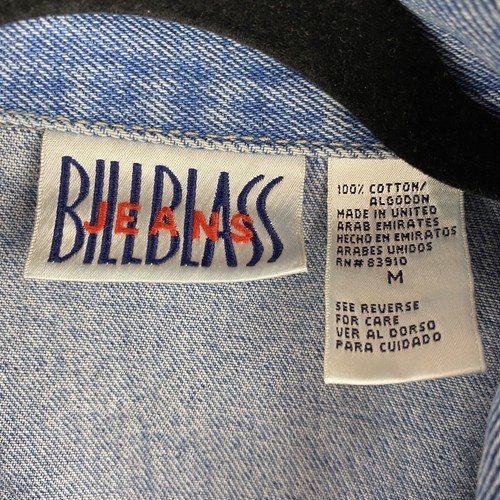 BILLBLASS
JEANS
100% COTTON/
ALGODON
MADE IN UNITED
ARAB EMIRATES
HECHO EN EMIRATOS
ARABES UNIDOS
RN# 83910
M
SEE REVERSE
FOR CARE
VER AL DORSO
PARA CUIDADO